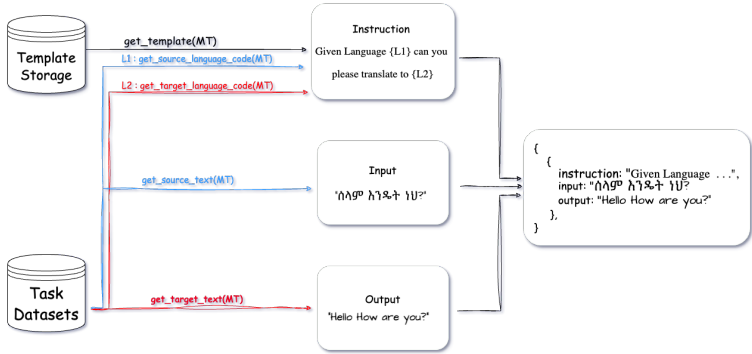 Template
Storage
get_template(MT)
L1 : get_source_language_code(MT)
L2 : get_target_language_code(MT)
Instruction
Given Language {L1} can you
please translate to {L2}
get_source_text(MT)
Input
"ሰላም እንዴት ነህ?"
Task
Datasets
get_target_text(MT)
Output
"Hello How are you?"
{
{
instruction: "Given Language ...",
input: "ሰላም እንዴት ነህ?
output: "Hello How are you?"
},
}